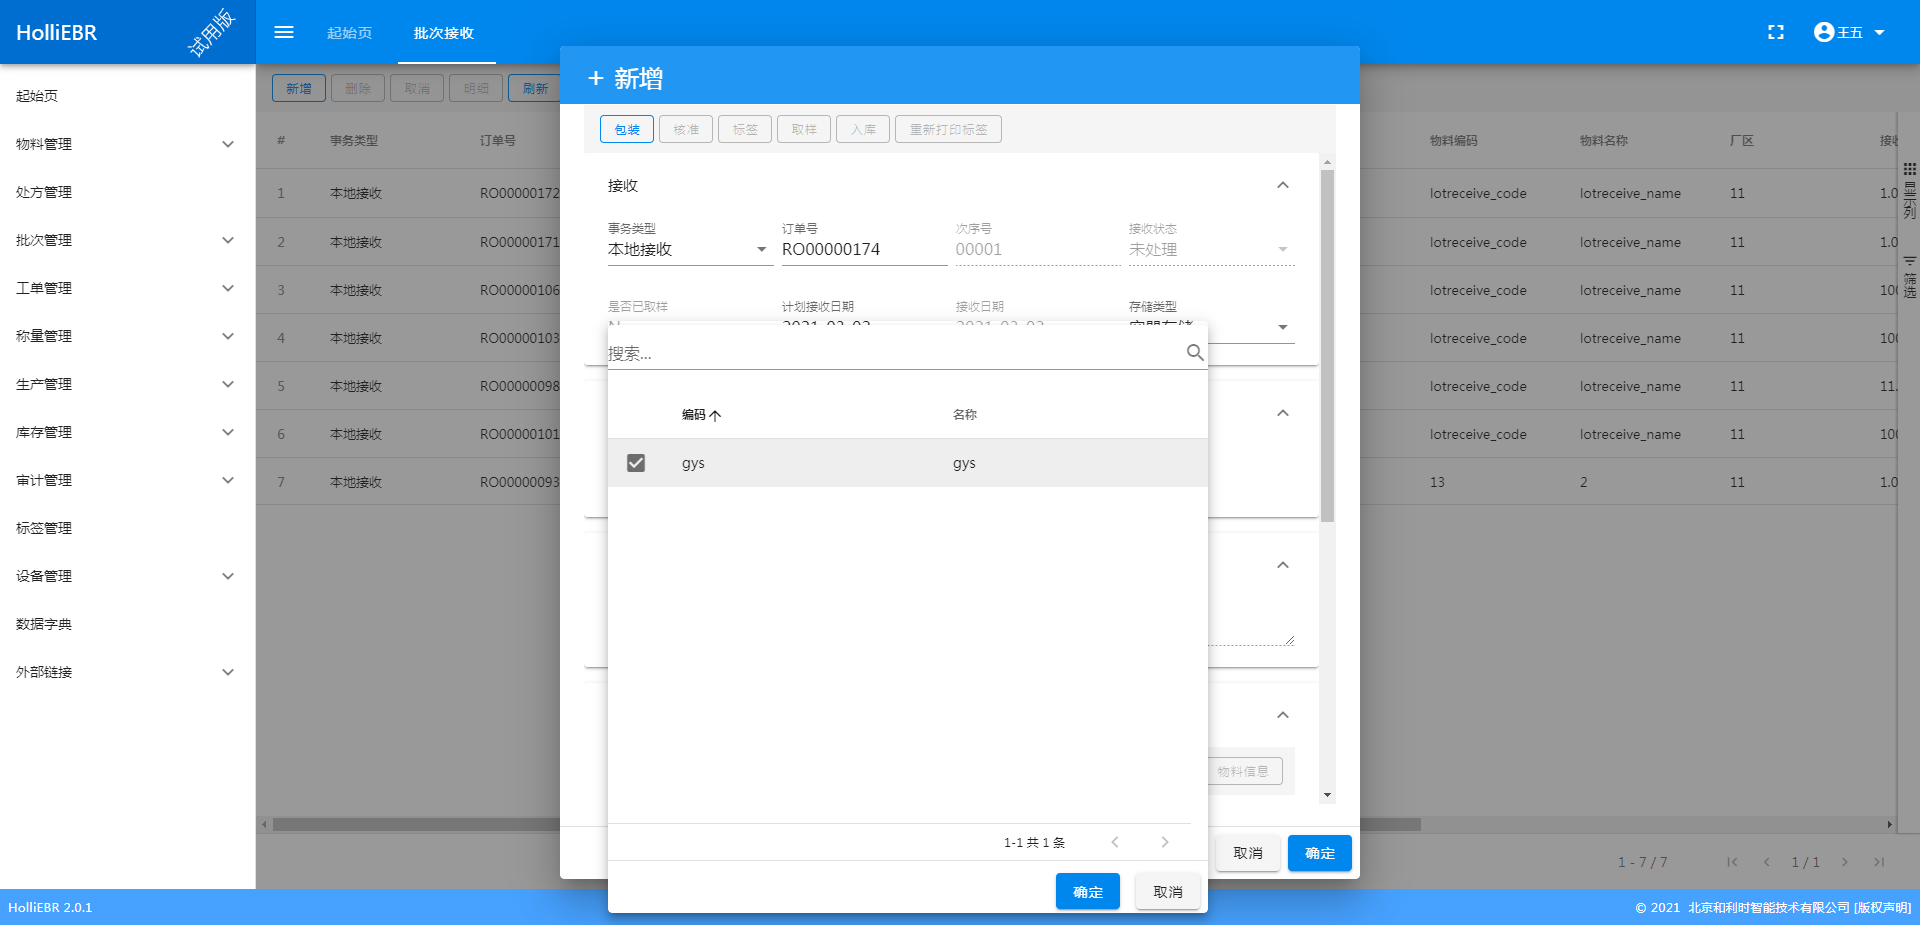 HolliEBR 试用版
起始页 批次接收
王五
起始页
物料管理
处方管理
批次管理
工单管理
称量管理
生产管理
库存管理
审计管理
标签管理
设备管理
数据字典
外部链接
新增 删除 取消 明细 刷新
# 事务类型 订单号 物料编码 物料名称 厂区 接收
1 本地接收 RO00000172 lotreceive_code lotreceive_name 11 1.0
2 本地接收 RO00000171 lotreceive_code lotreceive_name 11 1.0
3 本地接收 RO00000106 lotreceive_code lotreceive_name 11 100
4 本地接收 RO00000103 lotreceive_code lotreceive_name 11 100
5 本地接收 RO00000098 lotreceive_code lotreceive_name 11 11.
6 本地接收 RO00000101 lotreceive_code lotreceive_name 11 100
7 本地接收 RO00000093 13 2 11 1.0
显示列
筛选
+ 新增
包装 核准 标签 取样 入库 重新打印标签
接收
事务类型 订单号 次序号 接收状态
本地接收 RO00000174 00001 未处理
是否已取样 计划接收日期 接收日期 存储类型
搜索...
编码 名称
gys gys
1-1 共 1 条
确定 取消
物料信息
取消 确定
1 - 7 / 7 1 / 1
HolliEBR 2.0.1
© 2021 北京和利时智能技术有限公司 [版权声明]